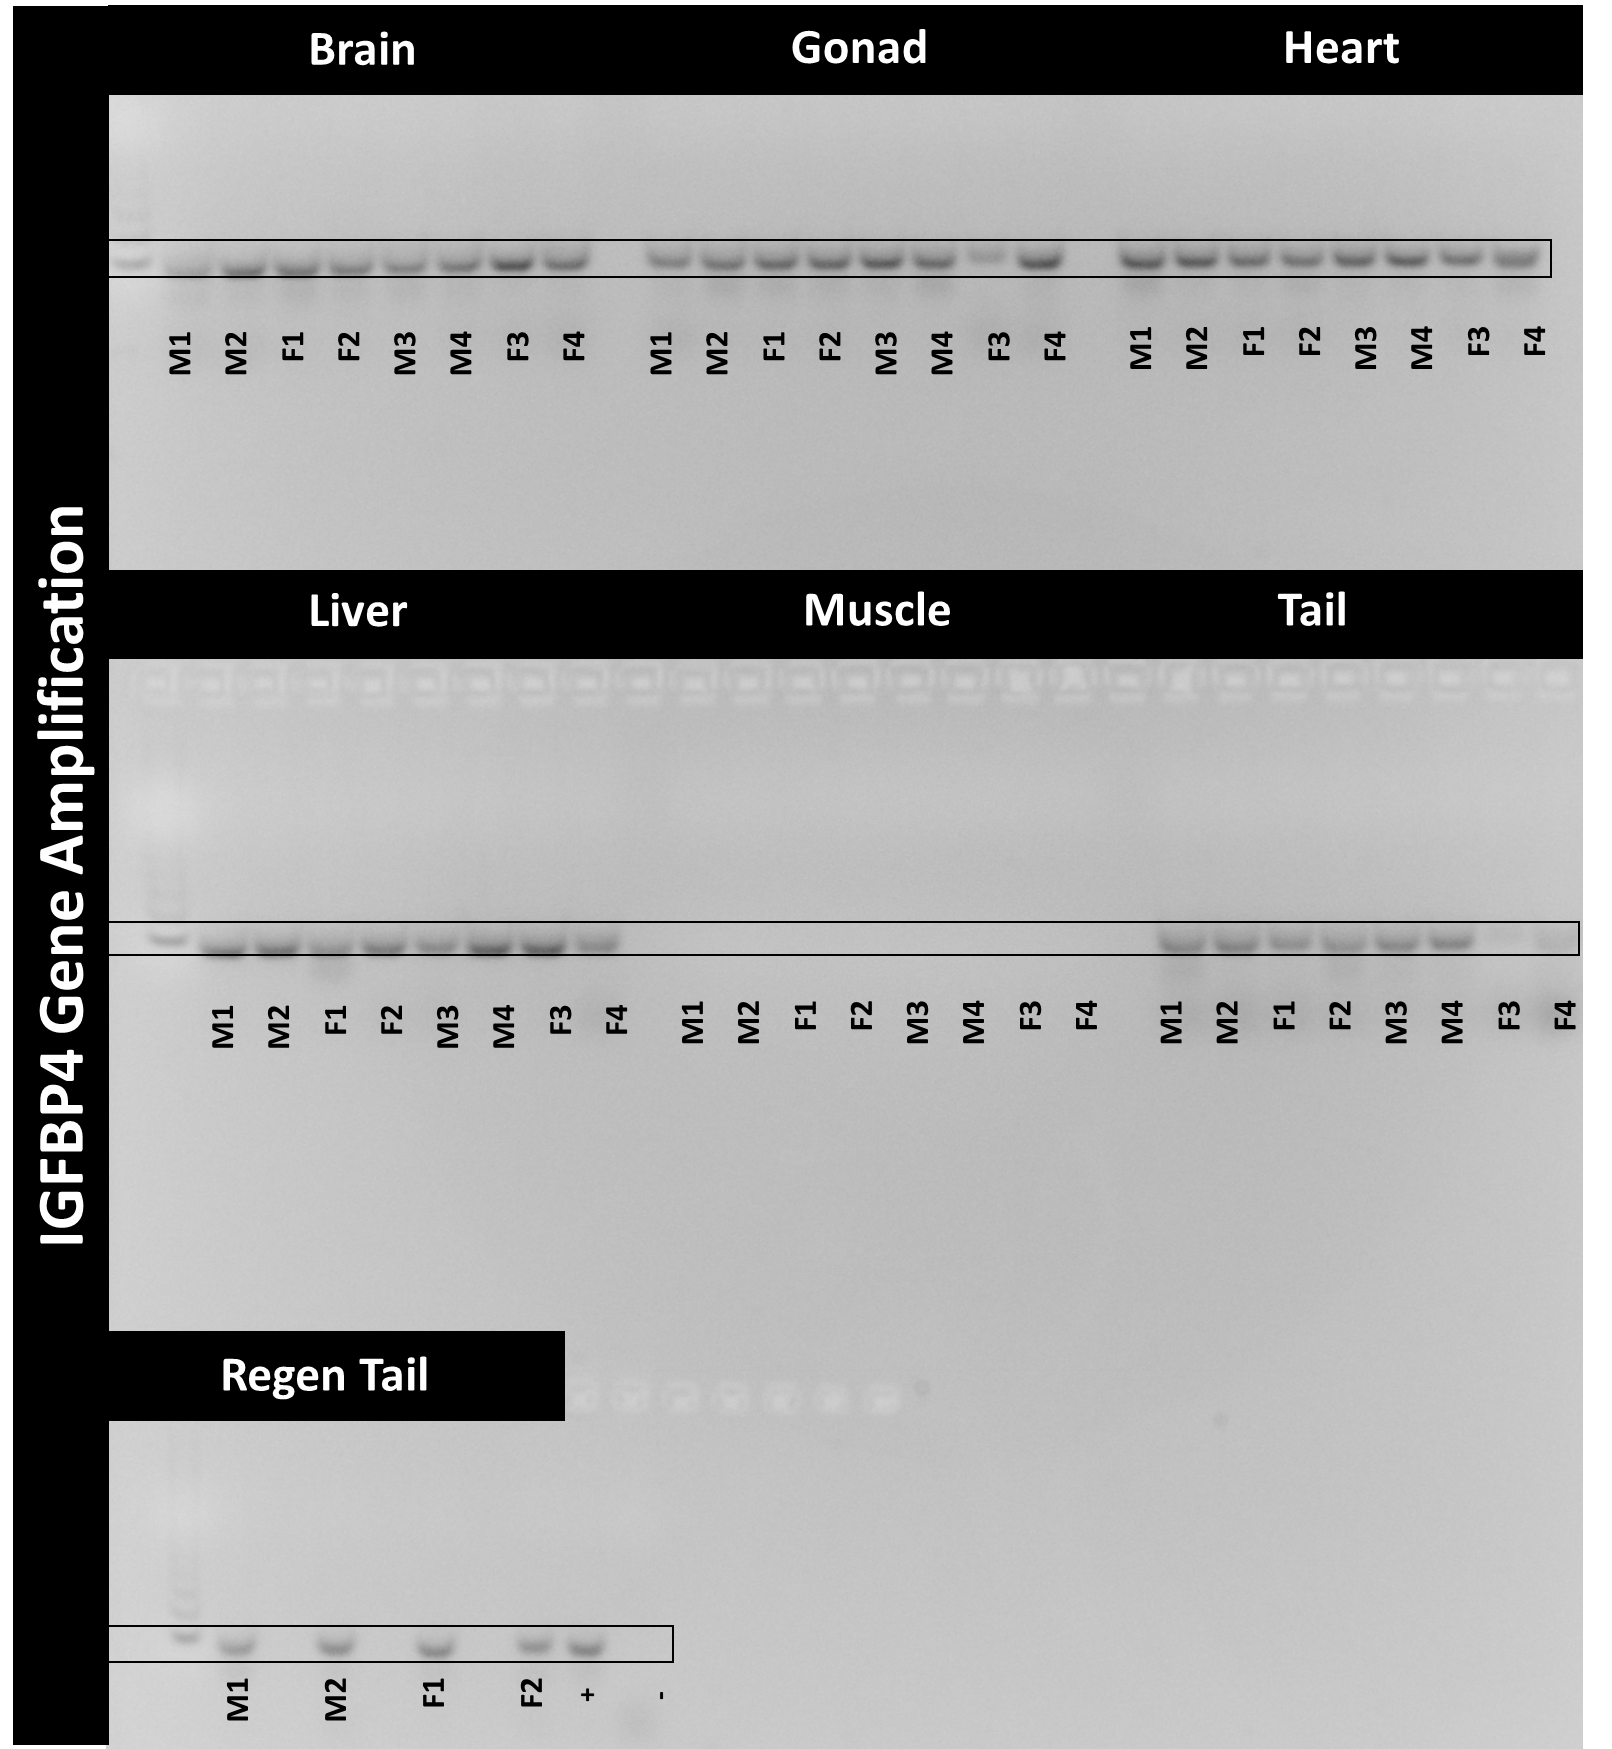 IGFBP4 Gene Amplification
Brain Gonad Heart
M1 M2 F1 F2 M3 M4 F3 F4 M1 M2 F1 F2 M3 M4 F3 F4 M1 M2 F1 F2 M3 M4 F3 F4
Liver Muscle Tail
M1 M2 F1 F2 M3 M4 F3 F4 M1 M2 F1 F2 M3 M4 F3 F4 M1 M2 F1 F2 M3 M4 F3 F4
Regen Tail
M1 M2 F1 F2 + -